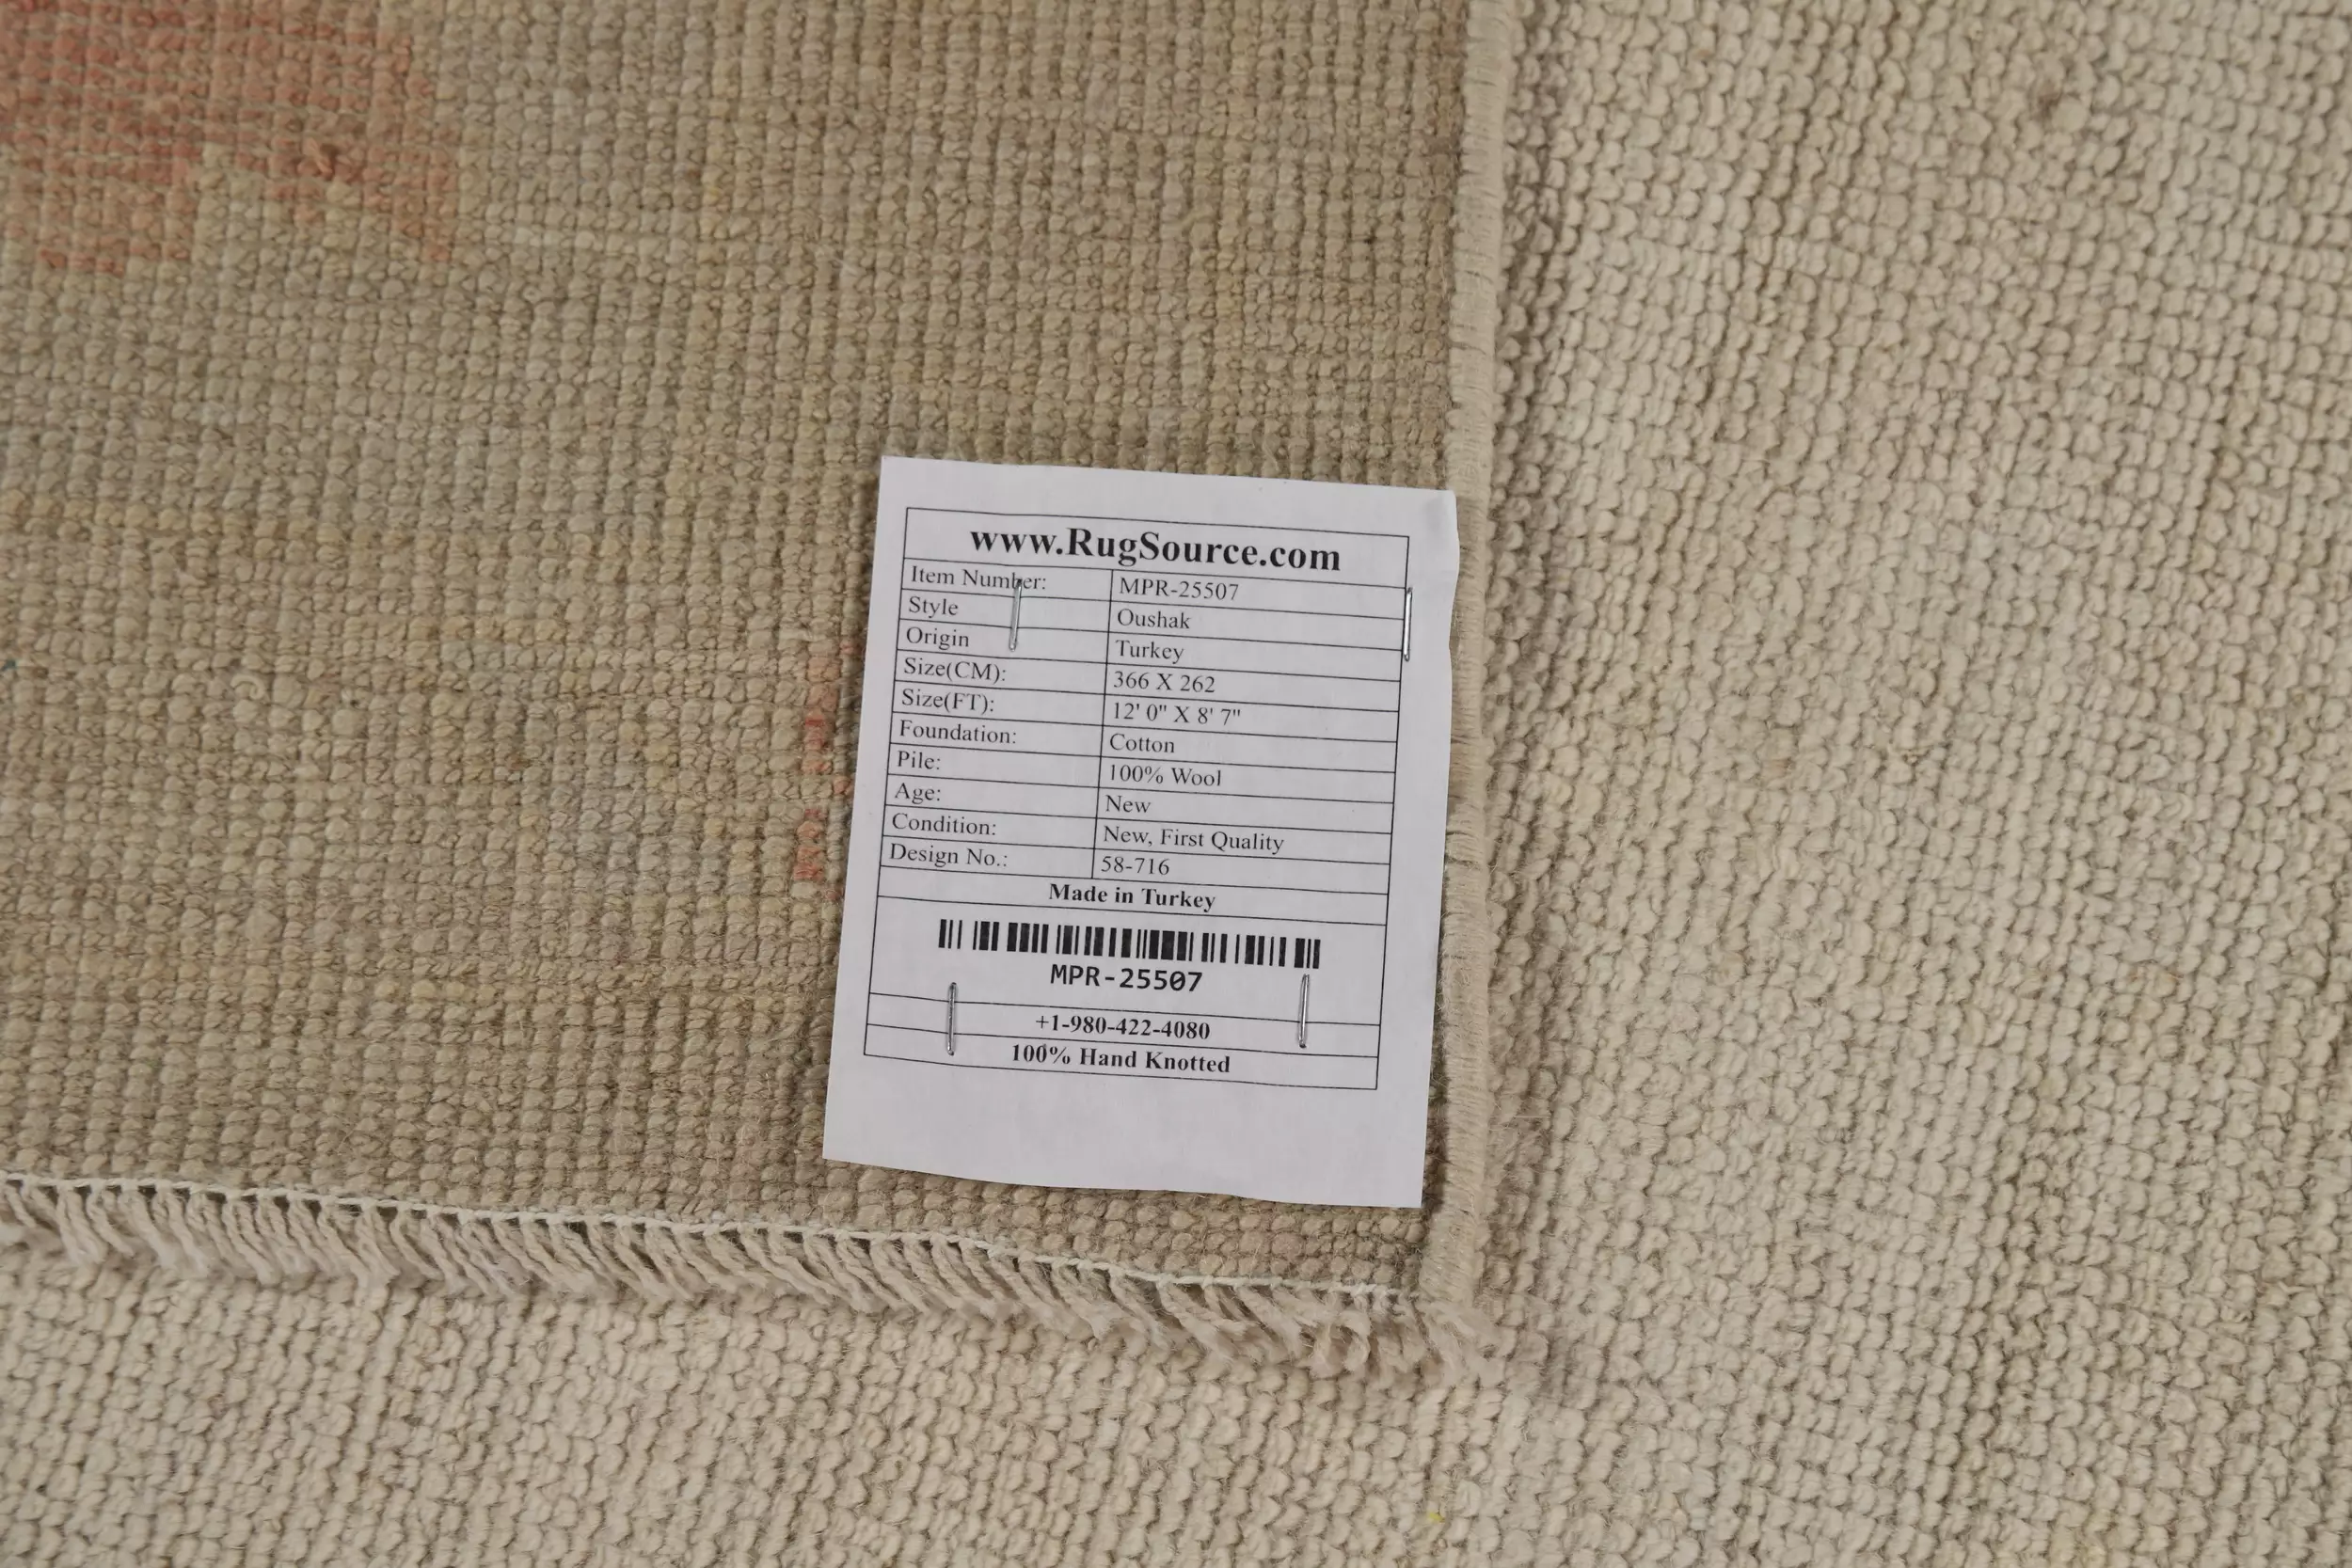 www.RugSource.com
Item Number: MPR-25507
Style Oushak
Origin Turkey
Size(CM): 366 X 262
Size(FT): 12' 0" X 8' 7"
Foundation: Cotton
Pile: 100% Wool
Age: New
Condition: New, First Quality
Design No.: 58-716
Made in Turkey
MPR-25507
+1-980-422-4080
100% Hand Knotted